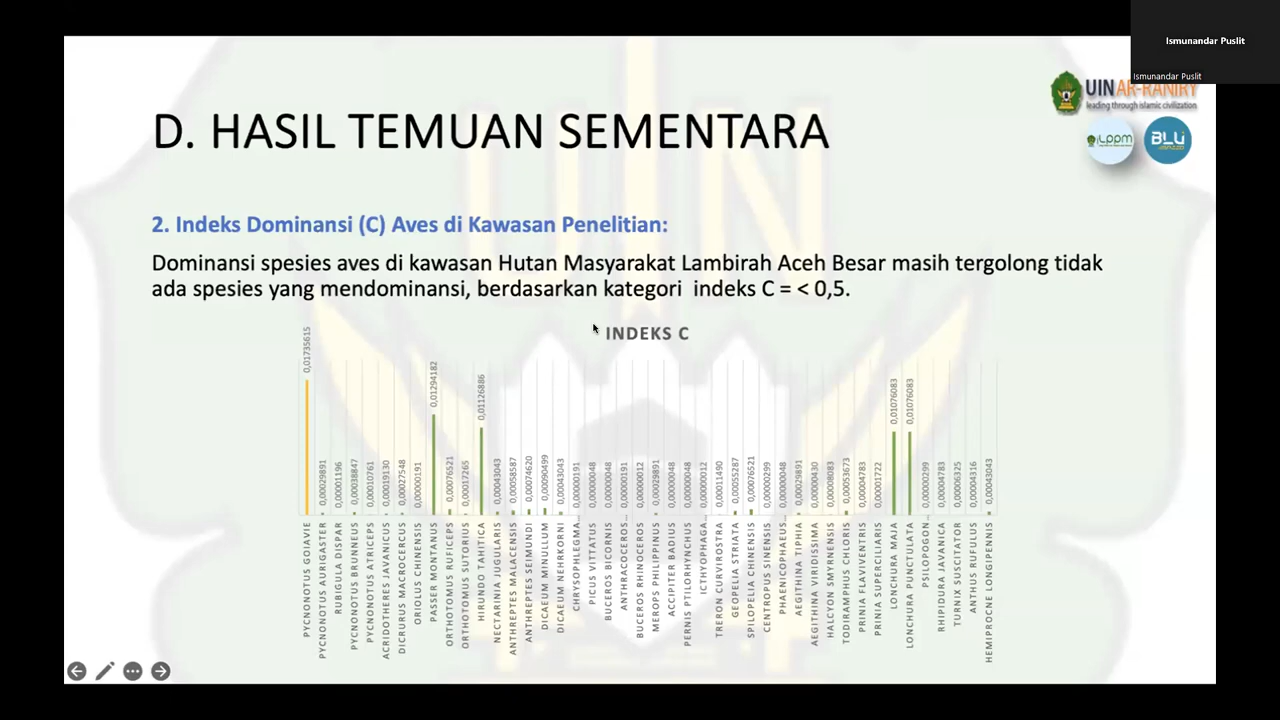 Ismunandar Puslit
Ismunandar Puslit
UIN AR-RANIRY
leading through islamic civilization
LPPM
BLU
D. HASIL TEMUAN SEMENTARA
2. Indeks Dominansi (C) Aves di Kawasan Penelitian:
Dominansi spesies aves di kawasan Hutan Masyarakat Lambirah Aceh Besar masih tergolong tidak
ada spesies yang mendominansi, berdasarkan kategori indeks C = < 0,5.
INDEKS C
0,01735615
0,00029891
0,00001196
0,00038847
0,00010761
0,00019130
0,00027548
0,00000191
0,01294182
0,00076521
0,00017265
0,01126886
0,00043043
0,00058587
0,00074620
0,00090499
0,00043043
0,00000191
0,00000048
0,00000048
0,00000191
0,00000012
0,00029891
0,00000048
0,00000048
0,00000012
0,00011490
0,00055287
0,00076521
0,00000299
0,00000048
0,00029891
0,00000430
0,00008083
0,00053673
0,00004783
0,00001722
0,01076083
0,01076083
0,00000299
0,00004783
0,00006325
0,00004316
0,00043043
PYCNONOTUS GOIAVIE
PYCNONOTUS AURIGASTER
RUBIGULA DISPAR
PYCNONOTUS BRUNNEUS
PYCNONOTUS ATRICEPS
ACRIDOTHERES JAVANICUS
DICRURUS MACROCERCUS
ORIOLUS CHINENSIS
PASSER MONTANUS
ORTHOTOMUS RUFICEPS
ORTHOTOMUS SUTORIUS
HIRUNDO TAHITICA
NECTARINIA JUGULARIS
ANTHREPTES MALACENSIS
ANTHREPTES SEIMUNDI
DICAEUM MINULLUM
DICAEUM NEHRKORNI
CHRYSOPHLEGMA…
PICUS VITTATUS
BUCEROS BICORNIS
ANTHRACOCEROS…
BUCEROS RHINOCEROS
MEROPS PHILIPPINUS
ACCIPITER BADIUS
PERNIS PTILORHYNCHUS
ICTHYOPHAGA…
TRERON CURVIROSTRA
GEOPELIA STRIATA
SPILOPELIA CHINENSIS
CENTROPUS SINENSIS
PHAENICOPHAEUS…
AEGITHINA TIPHIA
AEGITHINA VIRIDISSIMA
HALCYON SMYRNENSIS
TODIRAMPHUS CHLORIS
PRINIA FLAVIVENTRIS
PRINIA SUPERCILIARIS
LONCHURA MAJA
LONCHURA PUNCTULATA
PSILOPOGON…
RHIPIDURA JAVANICA
TURNIX SUSCITATOR
ANTHUS RUFULUS
HEMIPROCNE LONGIPENNIS